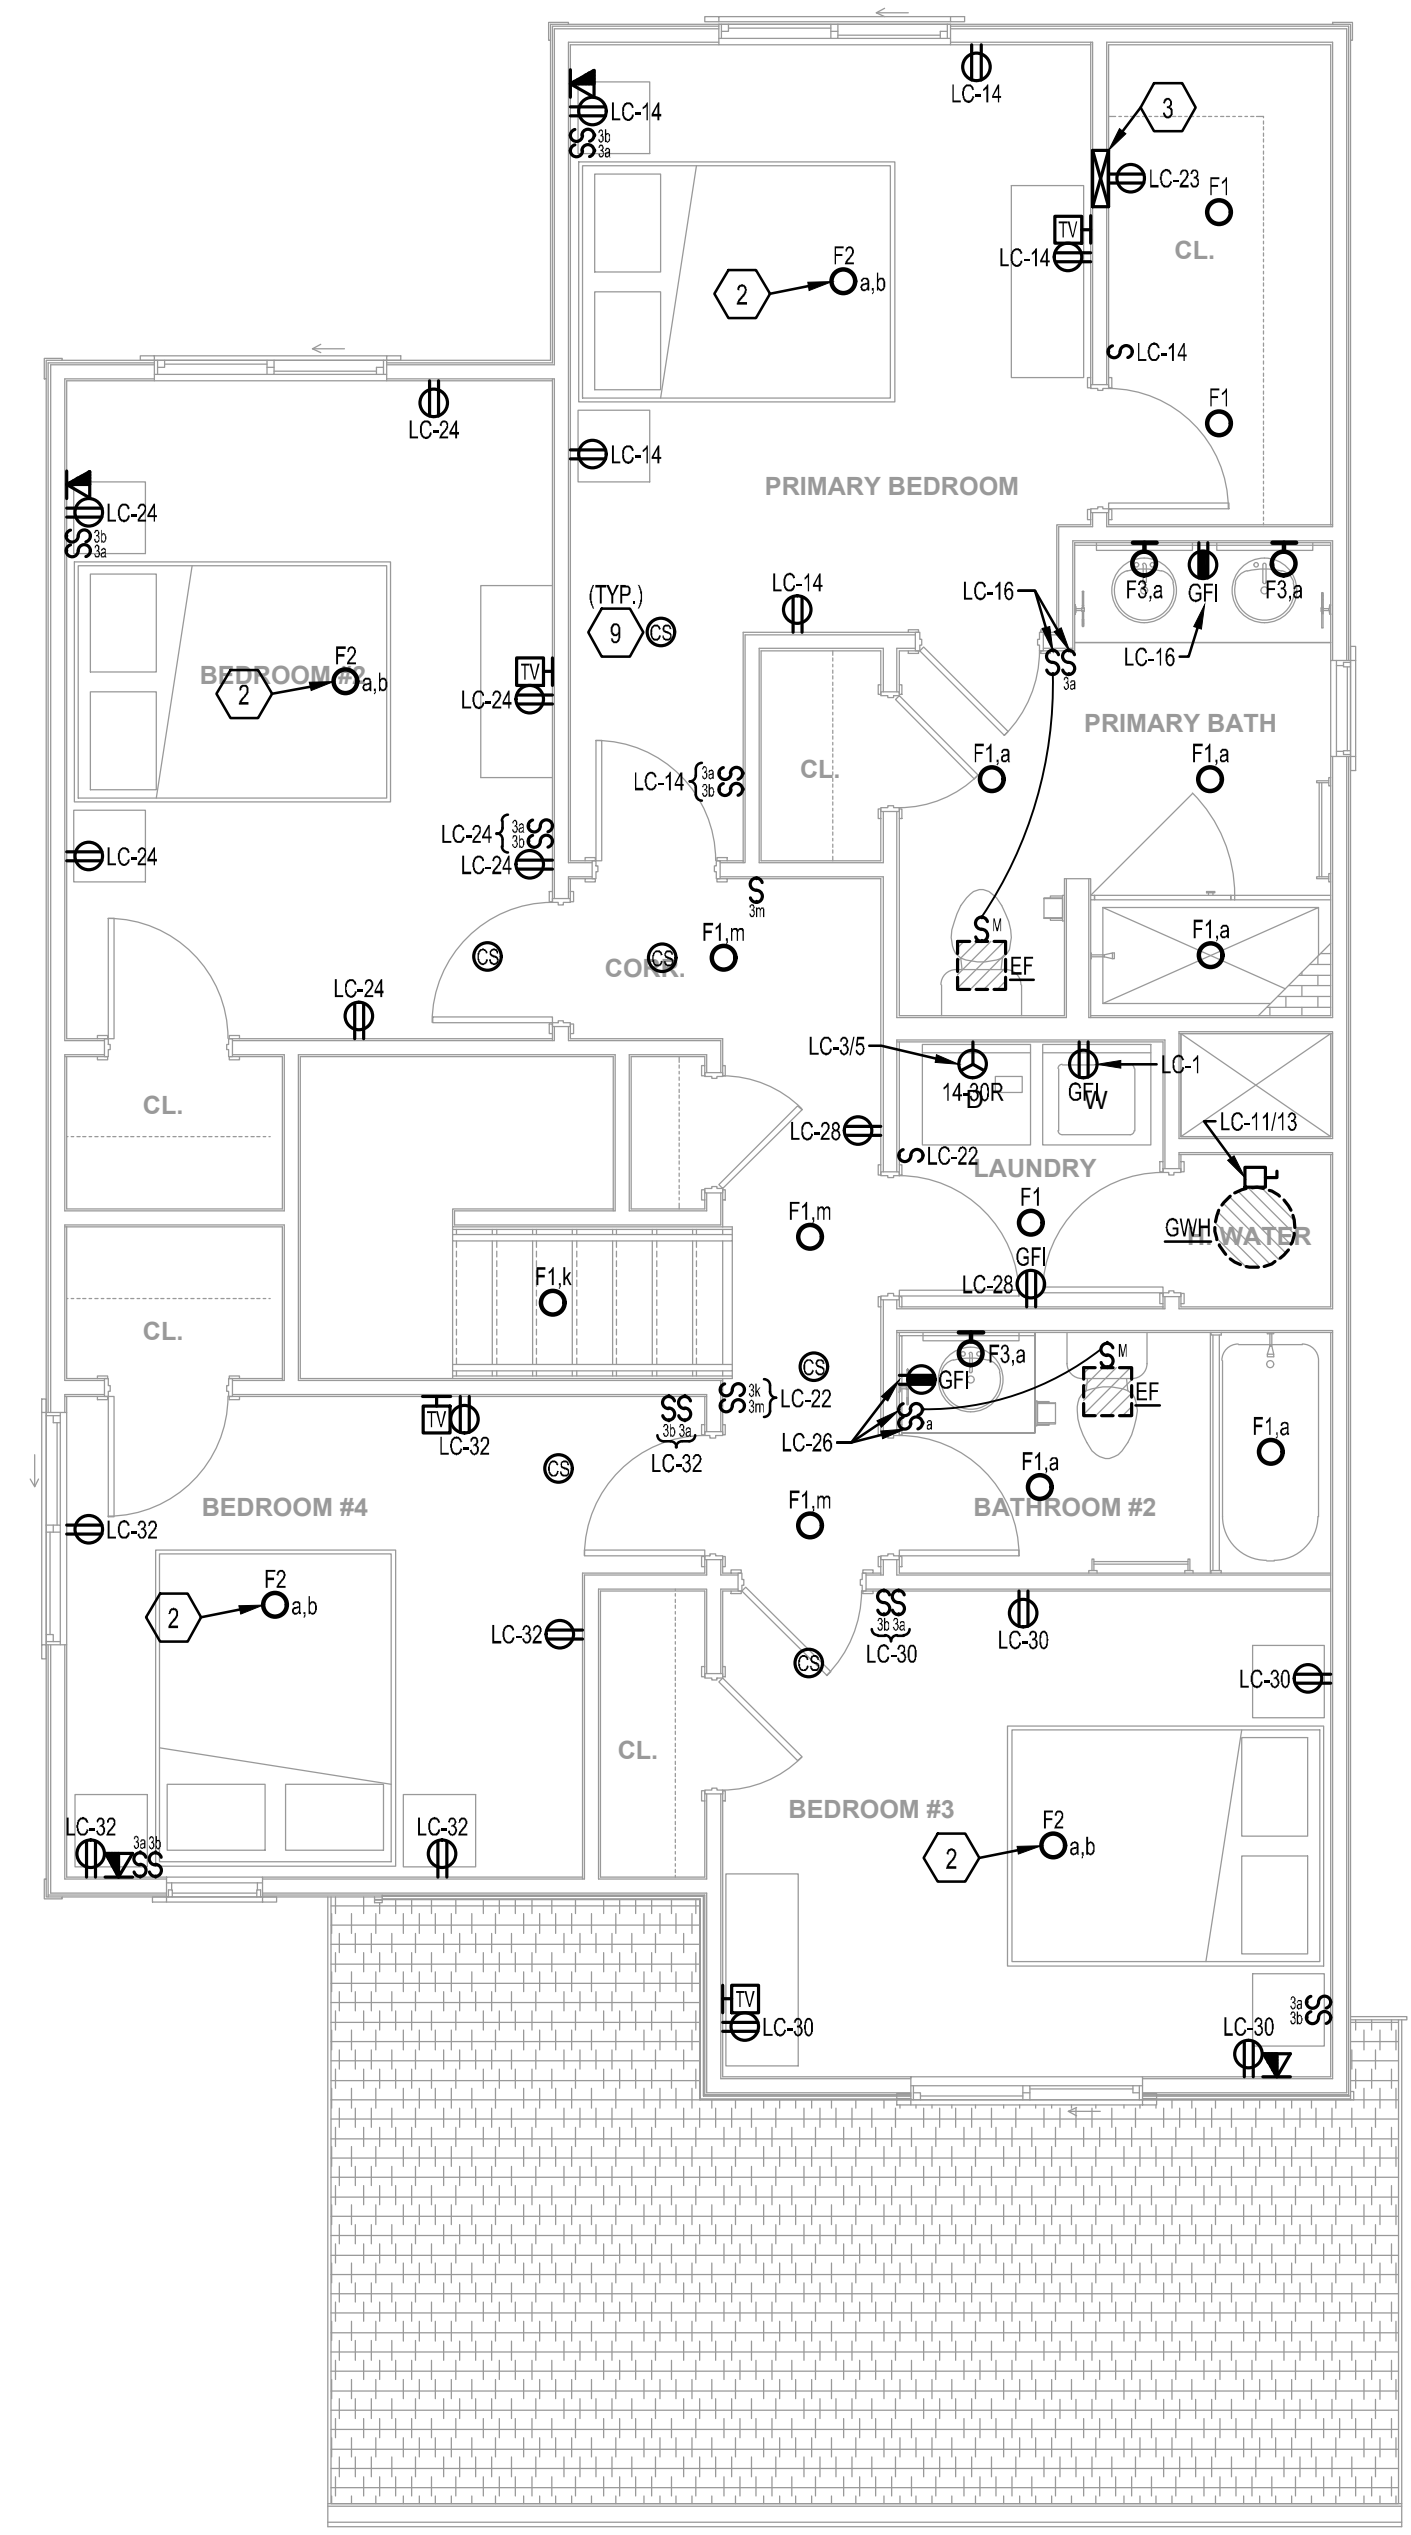 LC-14
LC-14
SS 3b
3a
3
LC-23
F1
TV
CL.
LC-14
F2
a,b
2
S LC-14
F1
LC-24
LC-14
PRIMARY BEDROOM
LC-24
SS 3b
3a
F3,a
GFI
F3,a
LC-16
LC-16
LC-14
(TYP.)
9
CS
SS
3a
BEDROOM #2
F2
a,b
2
TV
LC-24
PRIMARY BATH
CL.
F1,a
F1,a
LC-14 { 3a SS
3b
LC-24 { 3a S
3b S
LC-24
LC-24
S
3m
F1,m
CS
CS
CORR.
S M
EF
F1,a
LC-24
LC-3/5
14-30R
D
GFI
W
LC-1
CL.
LC-28
S LC-22
LAUNDRY
LC-11/13
F1,m
F1
GWH
H. WATER
GFI
LC-28
F1,k
CL.
CS
F3,a
GFI
S M
EF
SS 3k
3m } LC-22
S
S a
LC-26
TV
LC-32
SS
3b 3a
LC-32
CS
F1,a
F1,a
BEDROOM #4
F1,m
BATHROOM #2
LC-32
F2
a,b
2
LC-32
SS
3b 3a
LC-30
LC-30
CS
LC-30
CL.
BEDROOM #3
F2
a,b
2
LC-32
3a 3b
SS
LC-32
TV
LC-30
3a SS
3b
LC-30